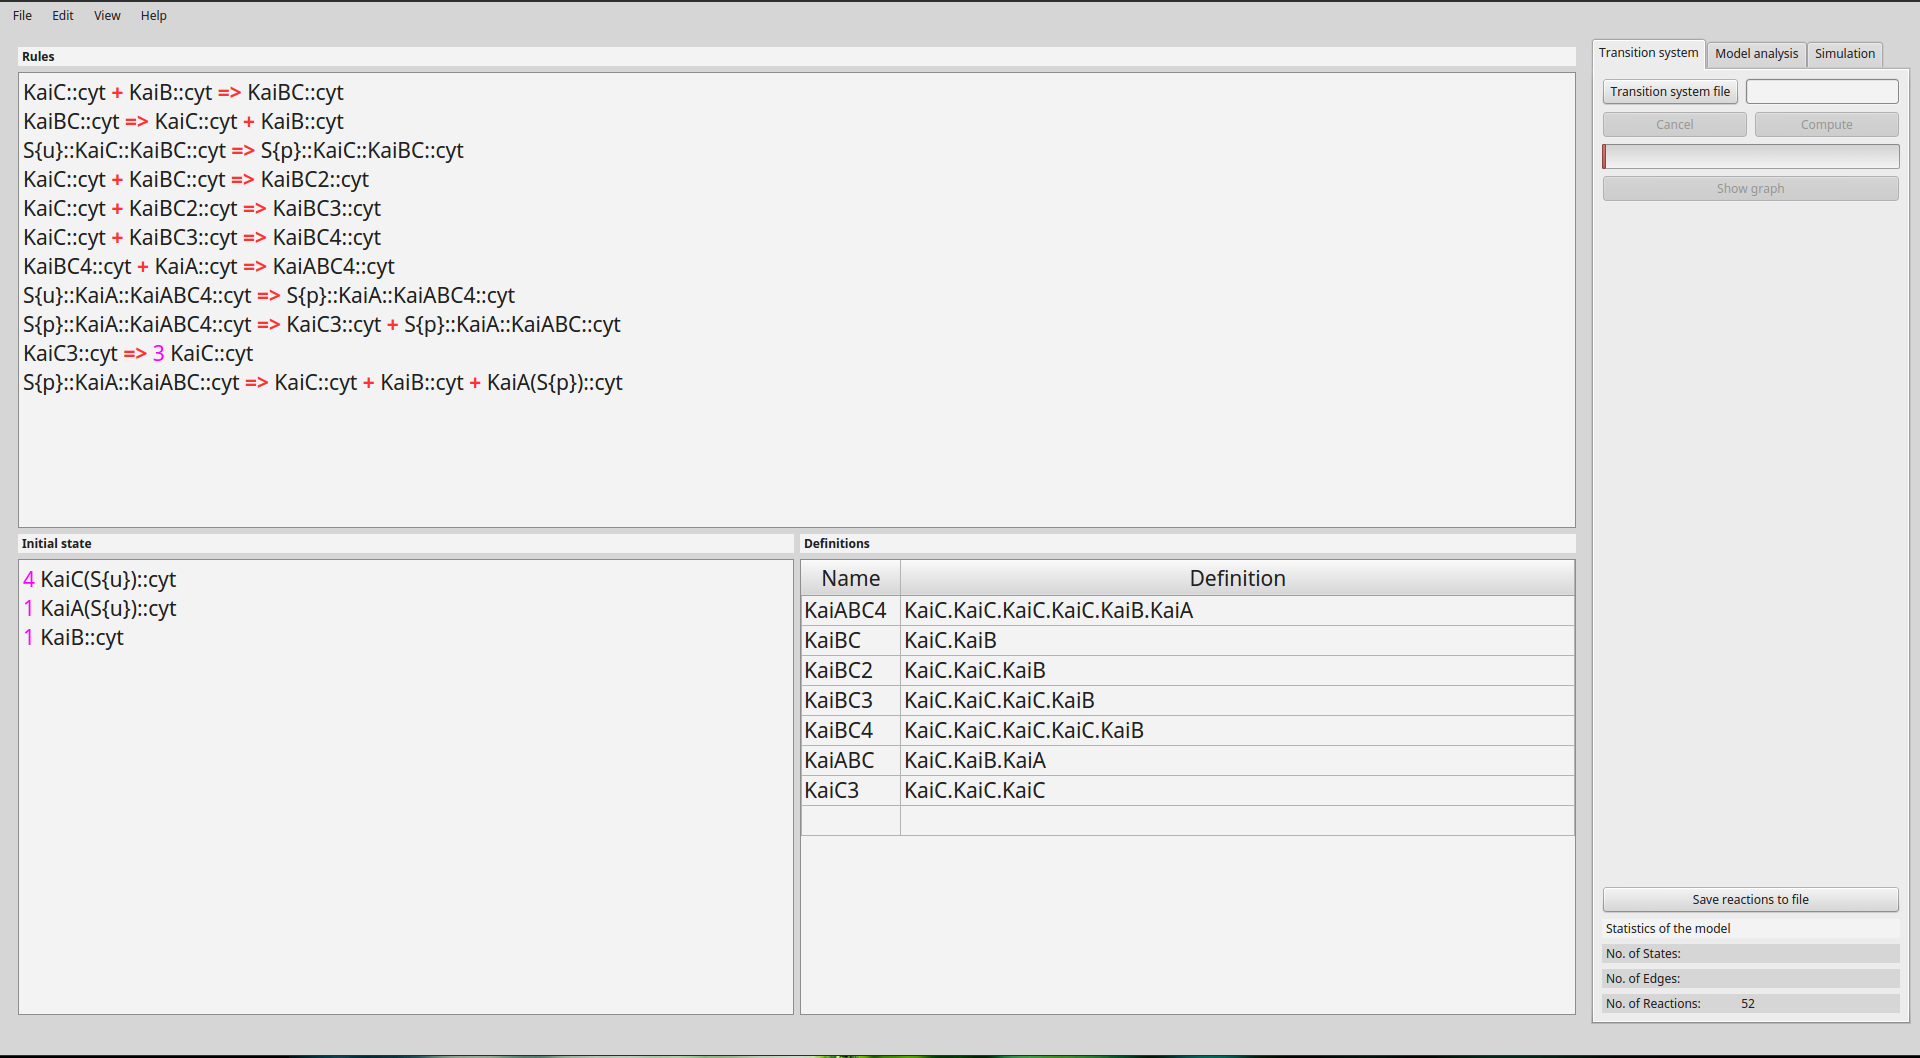 File Edit View Help
Rules
KaiC::cyt + KaiB::cyt => KaiBC::cyt
KaiBC::cyt => KaiC::cyt + KaiB::cyt
S{u}::KaiC::KaiBC::cyt => S{p}::KaiC::KaiBC::cyt
KaiC::cyt + KaiBC::cyt => KaiBC2::cyt
KaiC::cyt + KaiBC2::cyt => KaiBC3::cyt
KaiC::cyt + KaiBC3::cyt => KaiBC4::cyt
KaiBC4::cyt + KaiA::cyt => KaiABC4::cyt
S{u}::KaiA::KaiABC4::cyt => S{p}::KaiA::KaiABC4::cyt
S{p}::KaiA::KaiABC4::cyt => KaiC3::cyt + S{p}::KaiA::KaiABC::cyt
KaiC3::cyt => 3 KaiC::cyt
S{p}::KaiA::KaiABC::cyt => KaiC::cyt + KaiB::cyt + KaiA(S{p})::cyt
Initial state
4 KaiC(S{u})::cyt
1 KaiA(S{u})::cyt
1 KaiB::cyt
Definitions
Name Definition
KaiABC4 KaiC.KaiC.KaiC.KaiC.KaiB.KaiA
KaiBC KaiC.KaiB
KaiBC2 KaiC.KaiC.KaiB
KaiBC3 KaiC.KaiC.KaiC.KaiB
KaiBC4 KaiC.KaiC.KaiC.KaiC.KaiB
KaiABC KaiC.KaiB.KaiA
KaiC3 KaiC.KaiC.KaiC
Transition system Model analysis Simulation
Transition system file
Cancel Compute
Show graph
Save reactions to file
Statistics of the model
No. of States:
No. of Edges:
No. of Reactions: 52